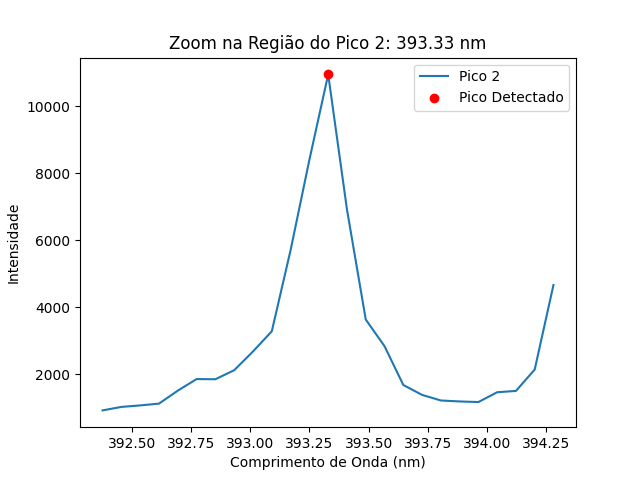 Zoom na Região do Pico 2: 393.33 nm
Pico 2
Pico Detectado
10000
8000
6000
4000
2000
Intensidade
392.50 392.75 393.00 393.25 393.50 393.75 394.00 394.25
Comprimento de Onda (nm)